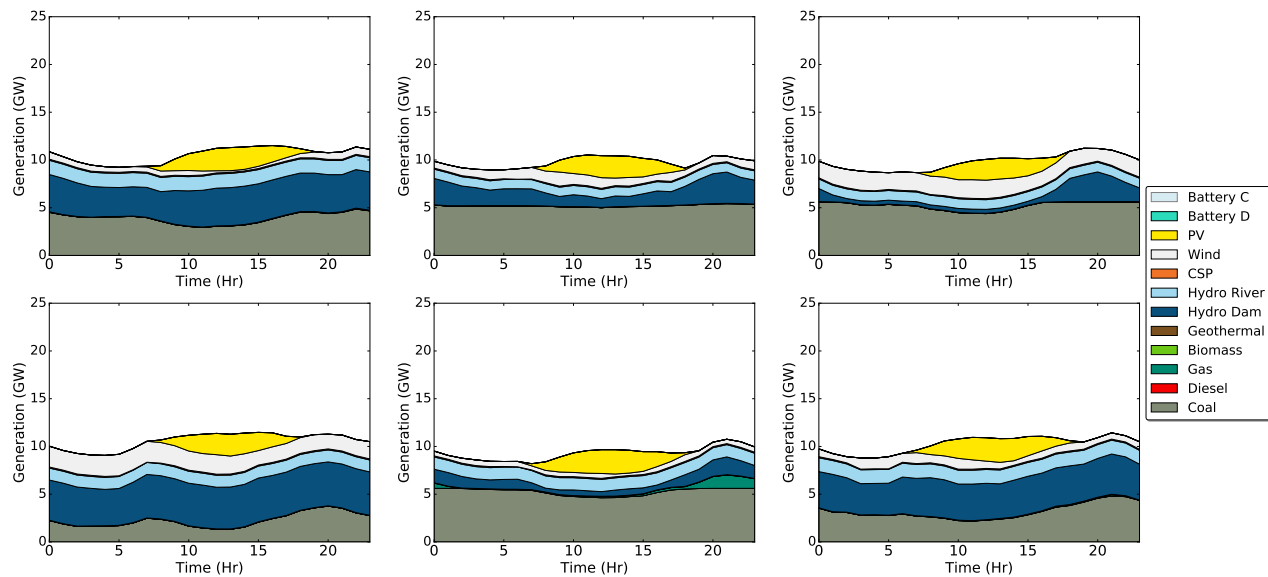 25
20
15
10
5
0
Generation (GW)
0 5 10 15 20
Time (Hr)
25
20
15
10
5
0
Generation (GW)
0 5 10 15 20
Time (Hr)
25
20
15
10
5
0
Generation (GW)
0 5 10 15 20
Time (Hr)
25
20
15
10
5
0
Generation (GW)
0 5 10 15 20
Time (Hr)
25
20
15
10
5
0
Generation (GW)
0 5 10 15 20
Time (Hr)
25
20
15
10
5
0
Generation (GW)
0 5 10 15 20
Time (Hr)
Battery C
Battery D
PV
Wind
CSP
Hydro River
Hydro Dam
Geothermal
Biomass
Gas
Diesel
Coal